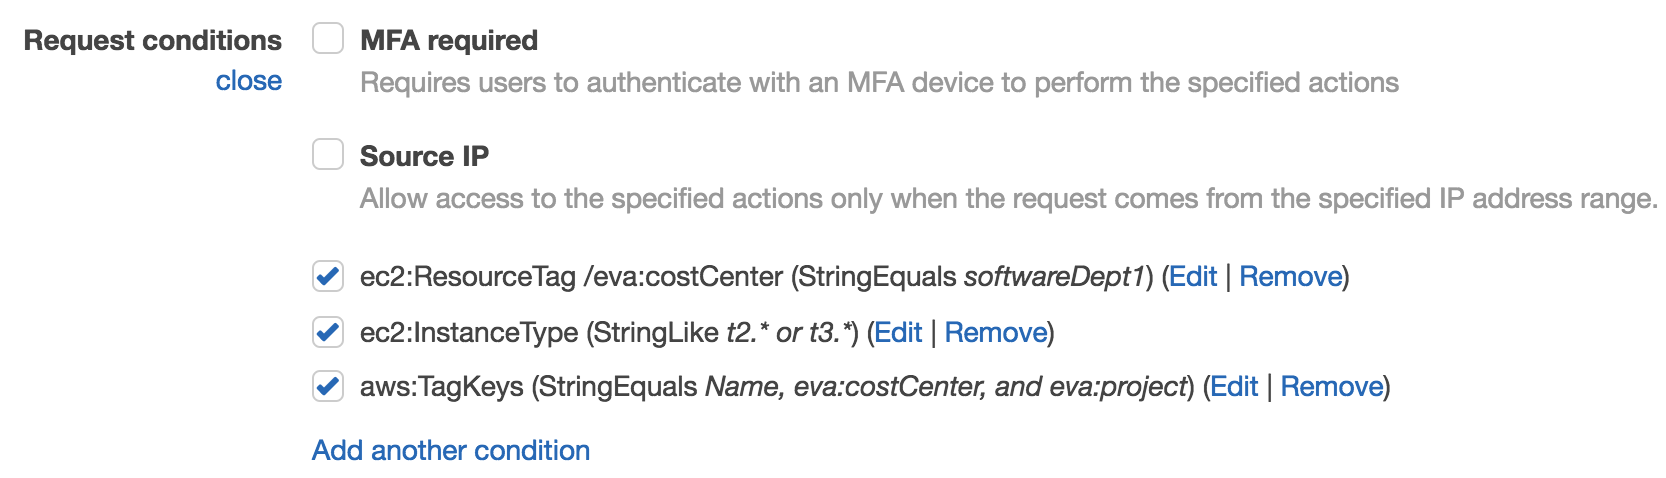 Request conditions
close
MFA required
Requires users to authenticate with an MFA device to perform the specified actions
Source IP
Allow access to the specified actions only when the request comes from the specified IP address range.
ec2:ResourceTag /eva:costCenter (StringEquals softwareDept1) (Edit | Remove)
ec2:InstanceType (StringLike t2.* or t3.*) (Edit | Remove)
aws:TagKeys (StringEquals Name, eva:costCenter, and eva:project) (Edit | Remove)
Add another condition